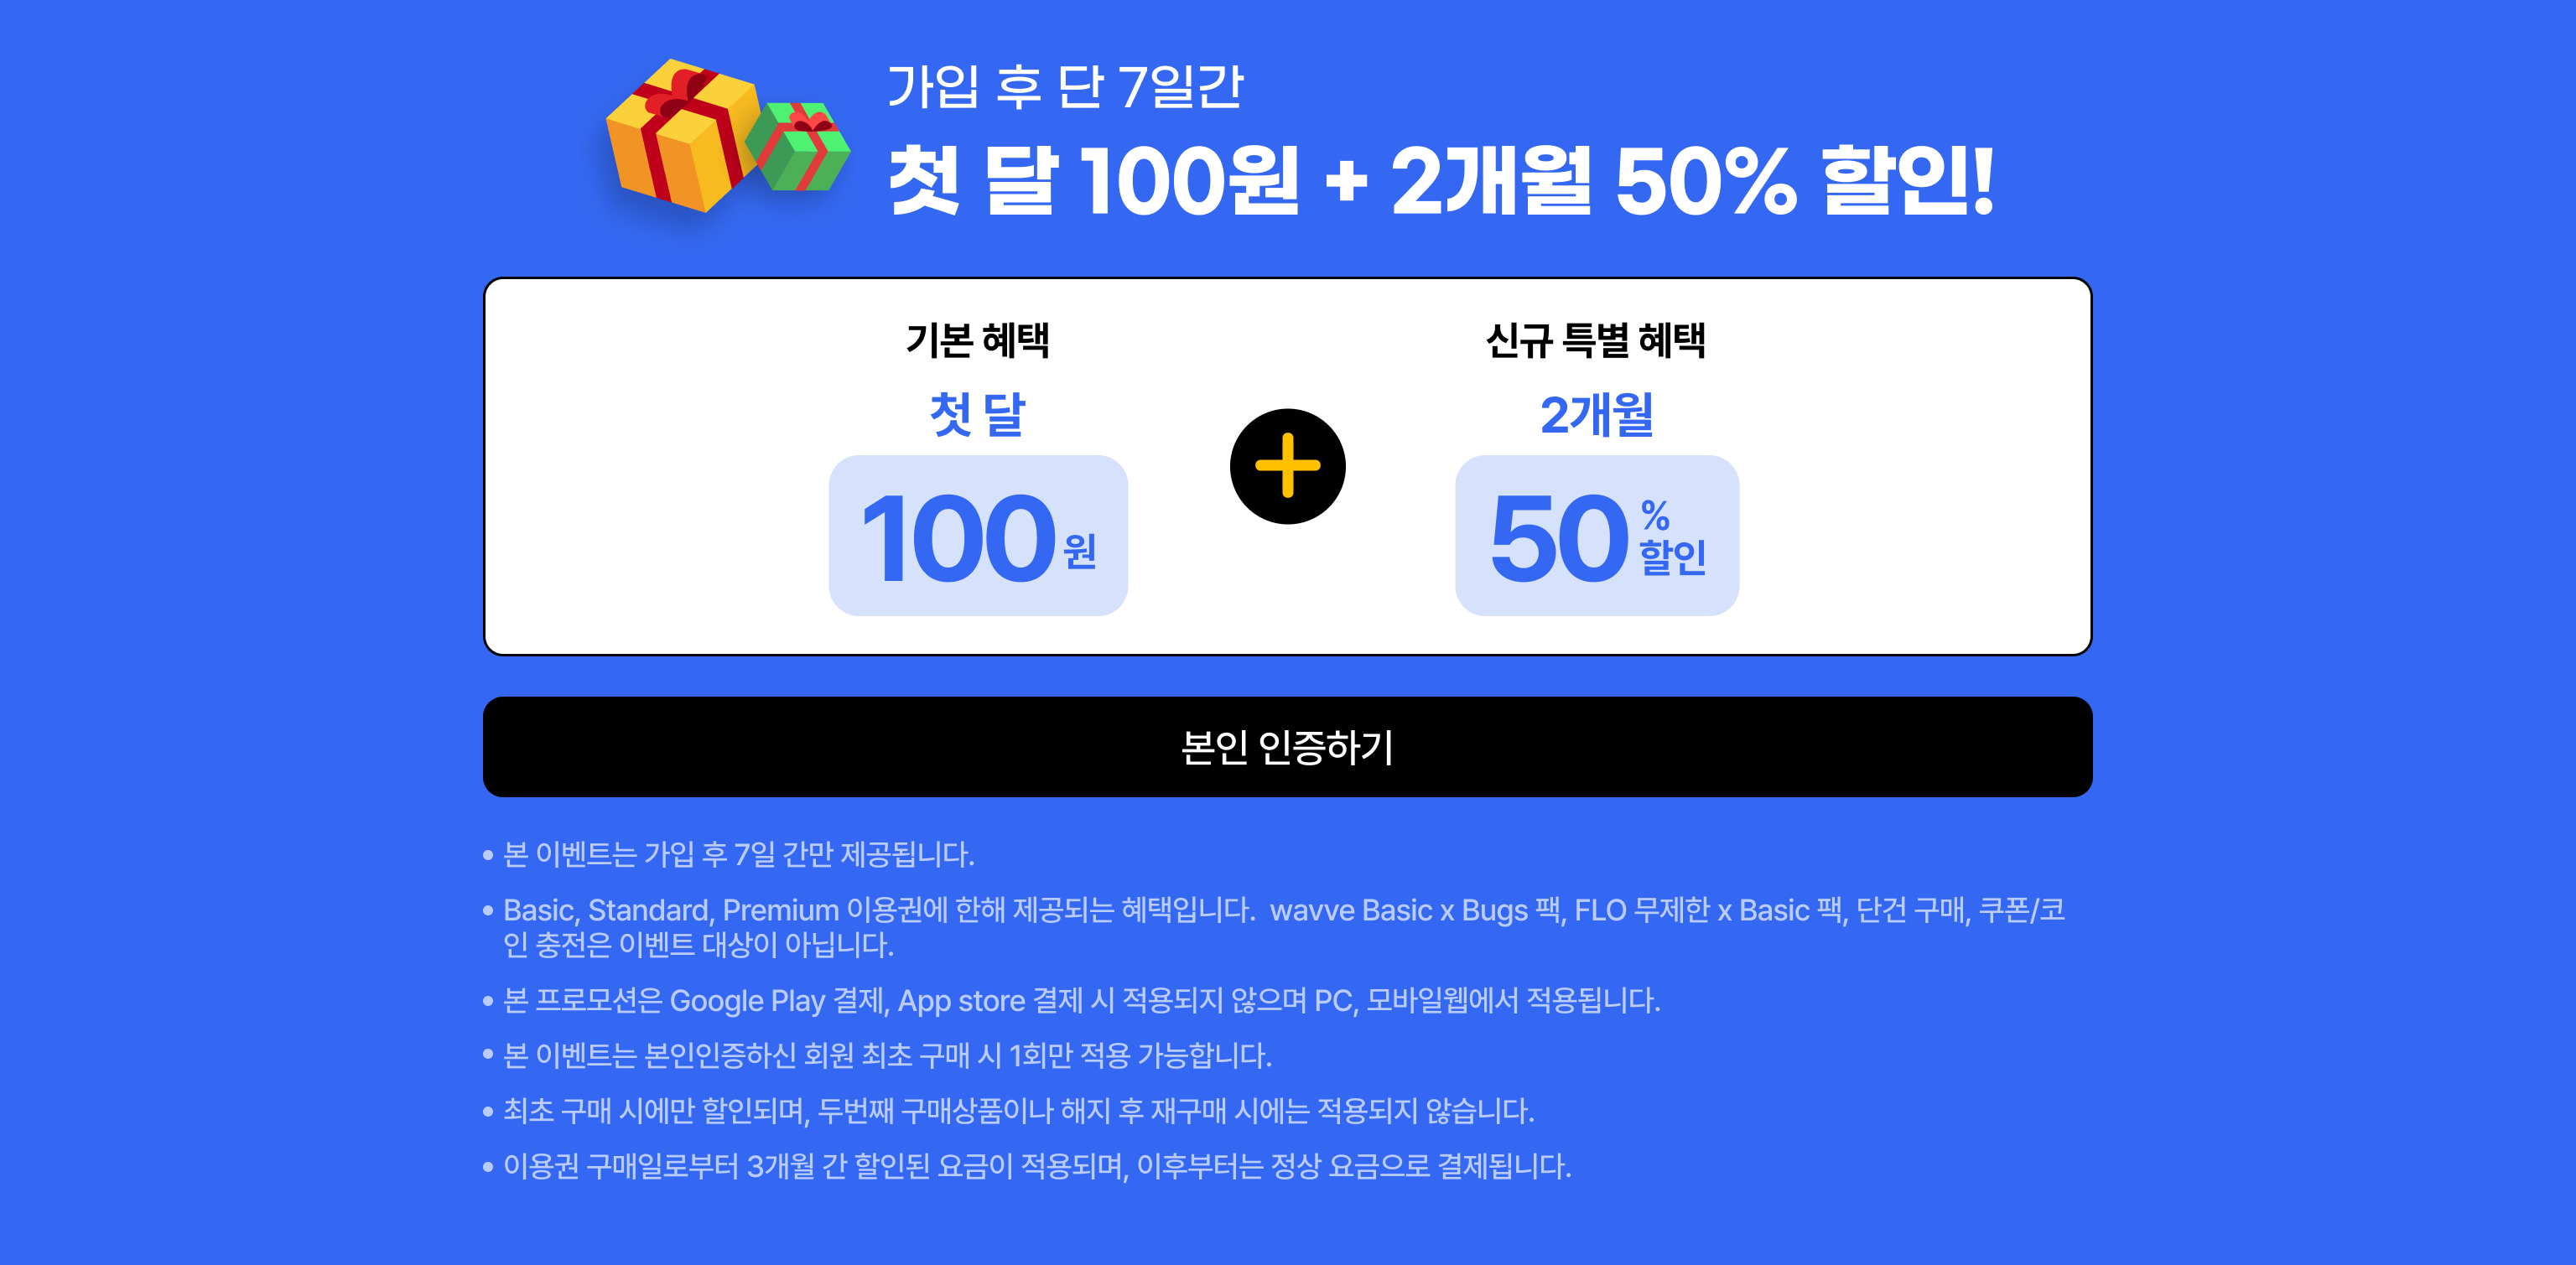 가입 후 단 7일간
첫 달 100원 + 2개월 50% 할인!
기본 혜택
첫 달
100원
신규 특별 혜택
2개월
50% 할인
본인 인증하기
• 본 이벤트는 가입 후 7일 간만 제공됩니다.
• Basic, Standard, Premium 이용권에 한해 제공되는 혜택입니다. wavve Basic x Bugs 팩, FLO 무제한 x Basic 팩, 단건 구매, 쿠폰/코
인 충전은 이벤트 대상이 아닙니다.
• 본 프로모션은 Google Play 결제, App store 결제 시 적용되지 않으며 PC, 모바일웹에서 적용됩니다.
• 본 이벤트는 본인인증하신 회원 최초 구매 시 1회만 적용 가능합니다.
• 최초 구매 시에만 할인되며, 두번째 구매상품이나 해지 후 재구매 시에는 적용되지 않습니다.
• 이용권 구매일로부터 3개월 간 할인된 요금이 적용되며, 이후부터는 정상 요금으로 결제됩니다.